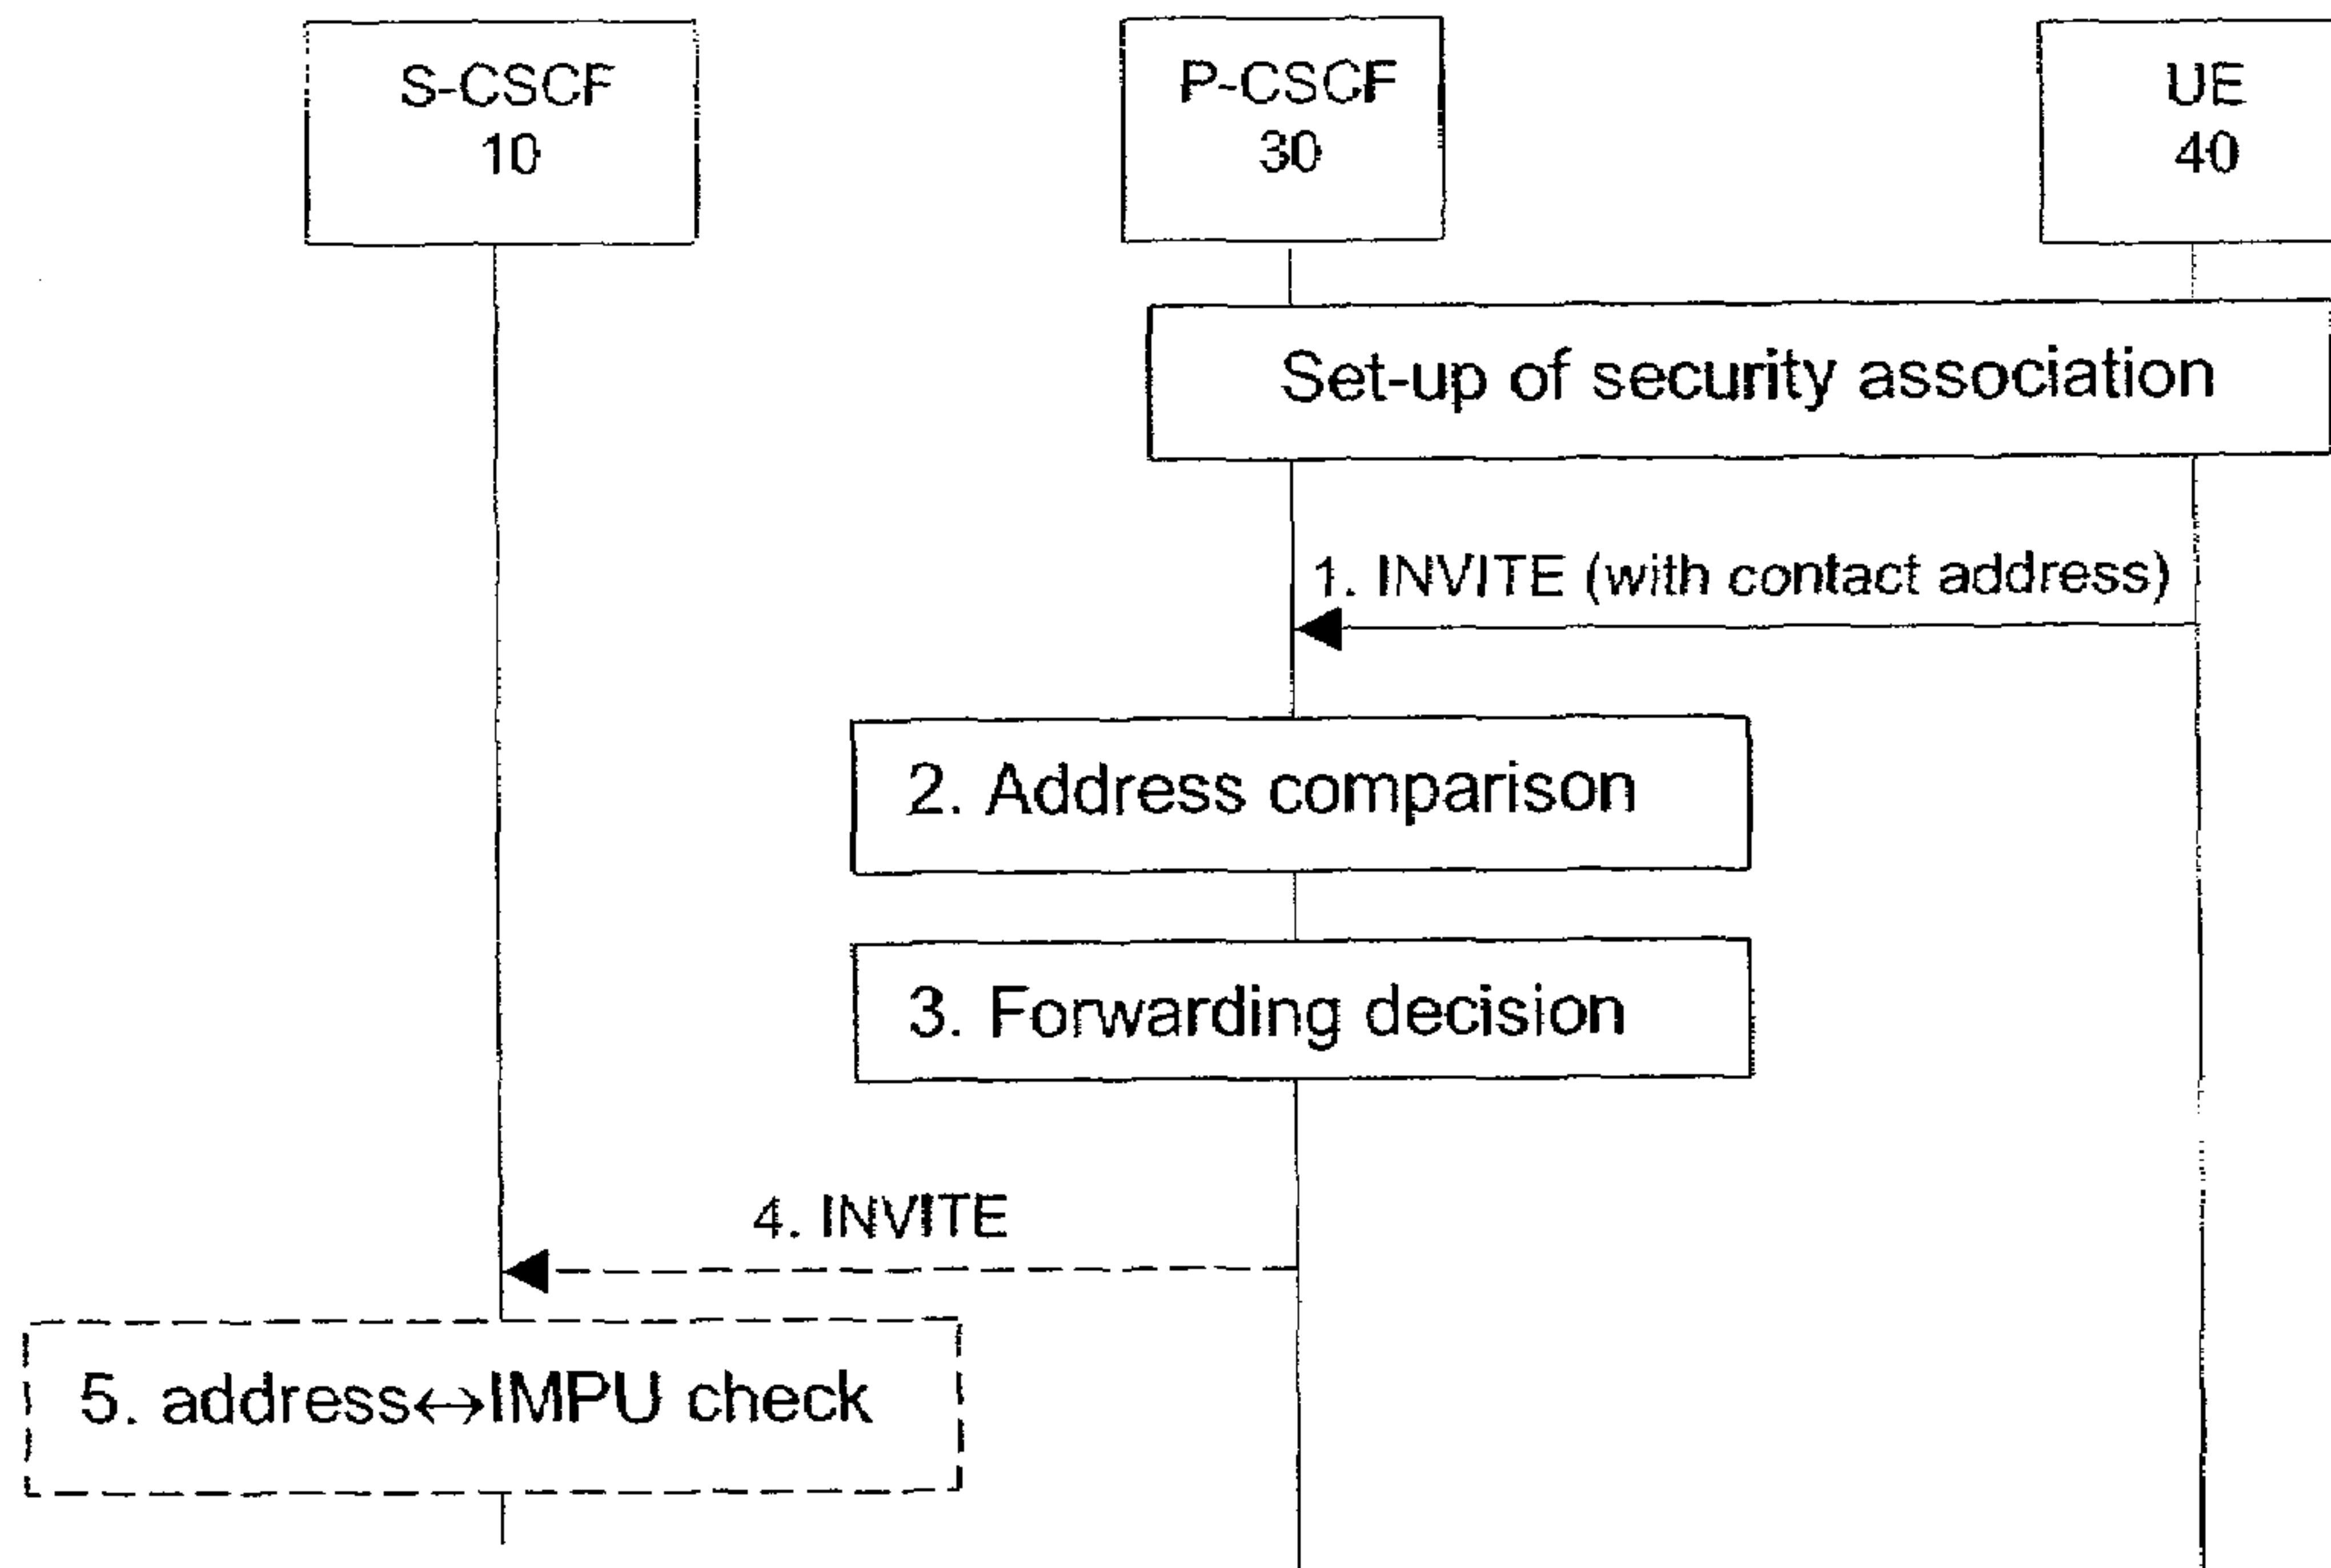 S-CSCF
10
P-CSCF
30
UE
40
Set-up of security association
1. INVITE (with contact address)
2. Address comparison
3. Forwarding decision
4. INVITE
5. address↔IMPU check